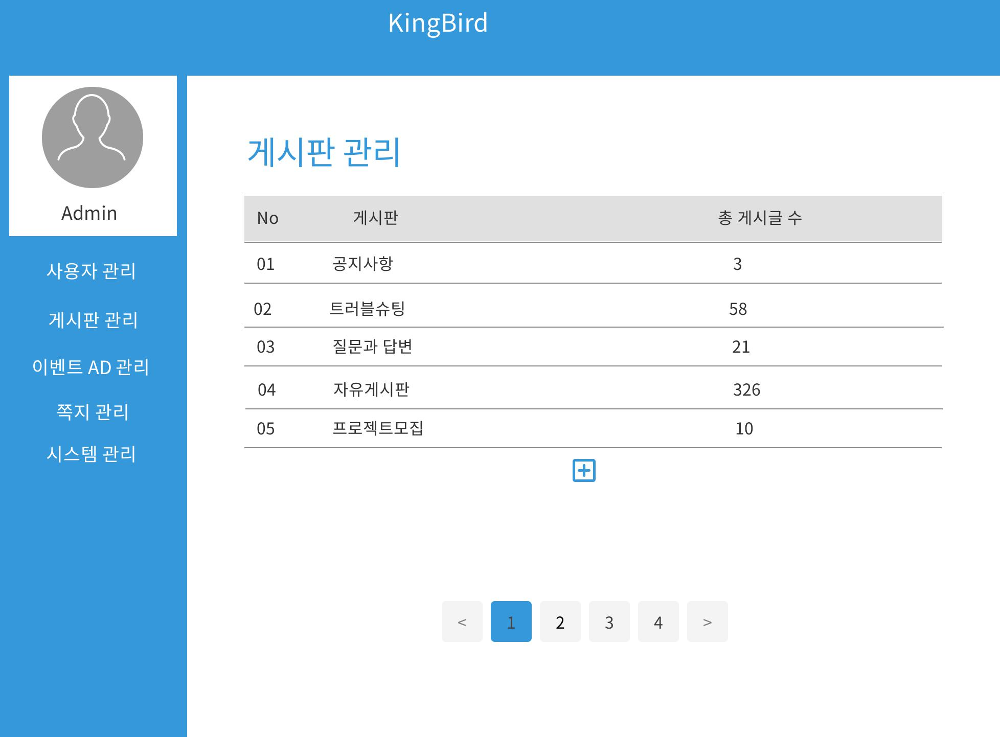 KingBird
Admin
사용자 관리
게시판 관리
이벤트 AD 관리
쪽지 관리
시스템 관리
게시판 관리
No 게시판 총 게시글 수
01 공지사항 3
02 트러블슈팅 58
03 질문과 답변 21
04 자유게시판 326
05 프로젝트모집 10
< 1 2 3 4 >